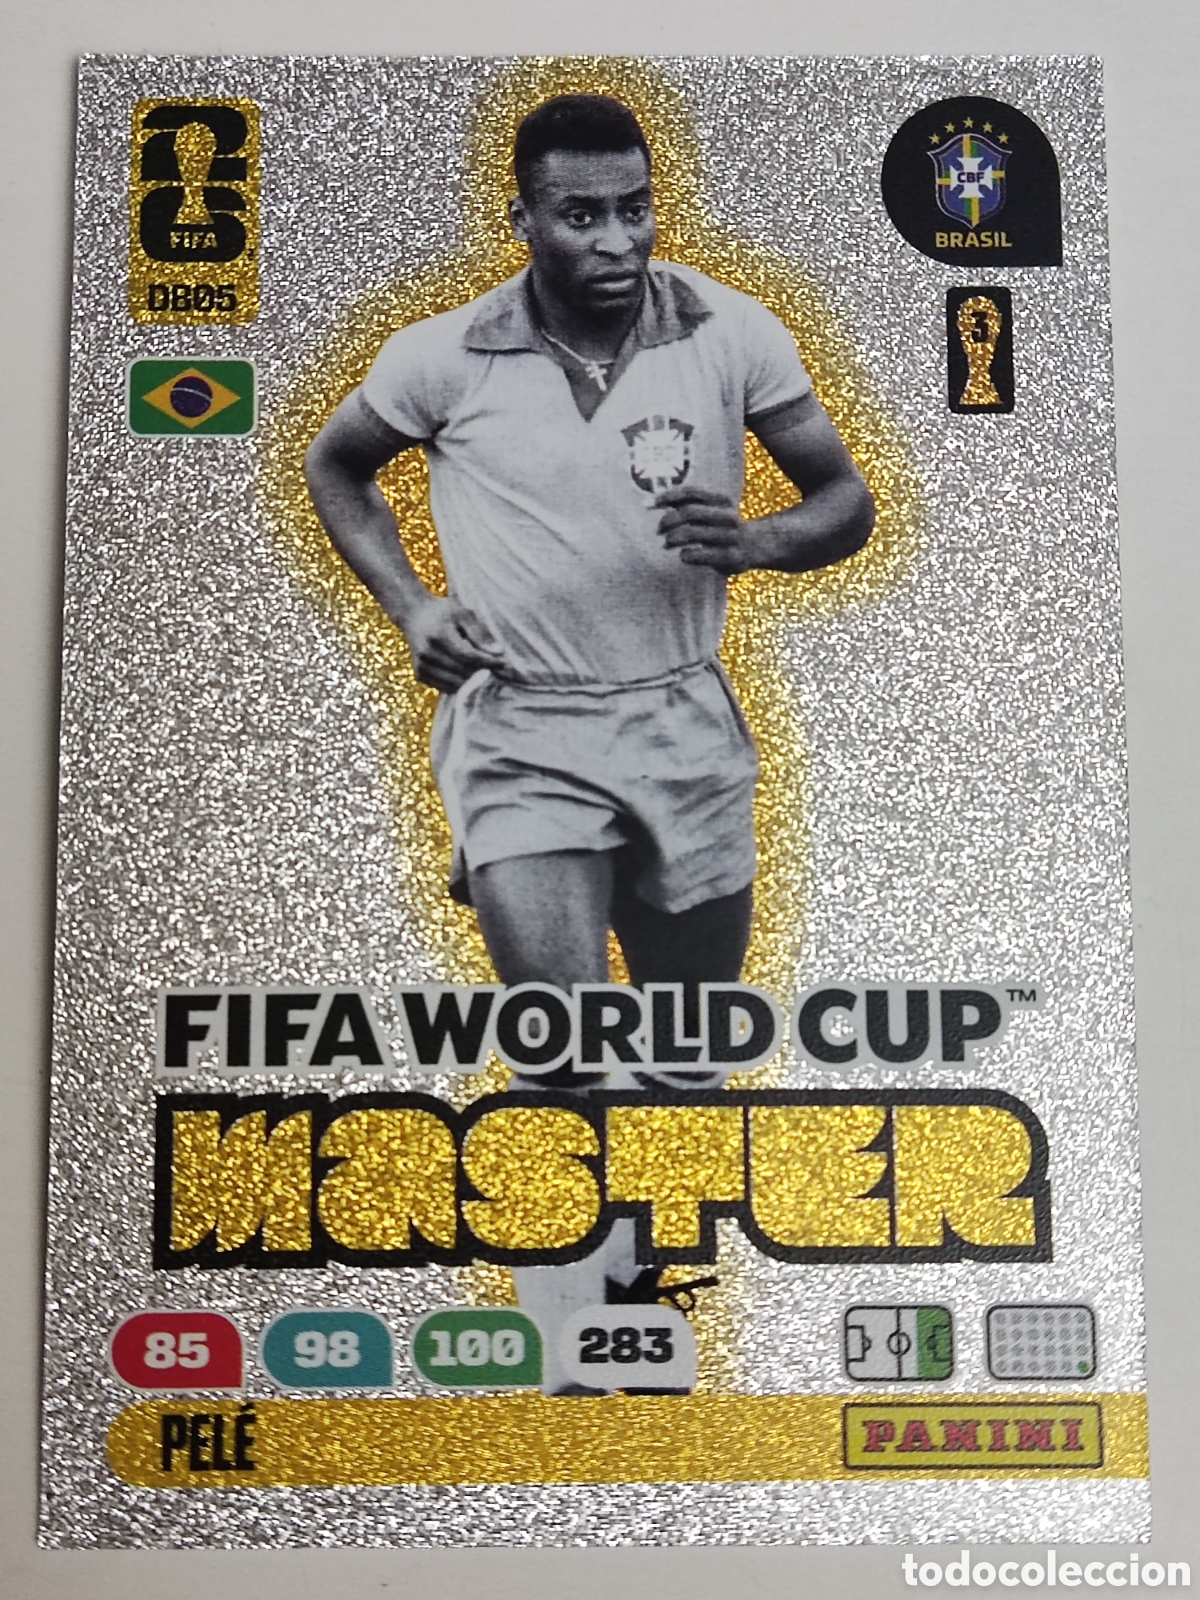 26
FIFA
DB05
CBF
BRASIL
3
FIFA WORLD CUP™
MASTER
85 98 100 283
PELÉ
PANINI
todocoleccion